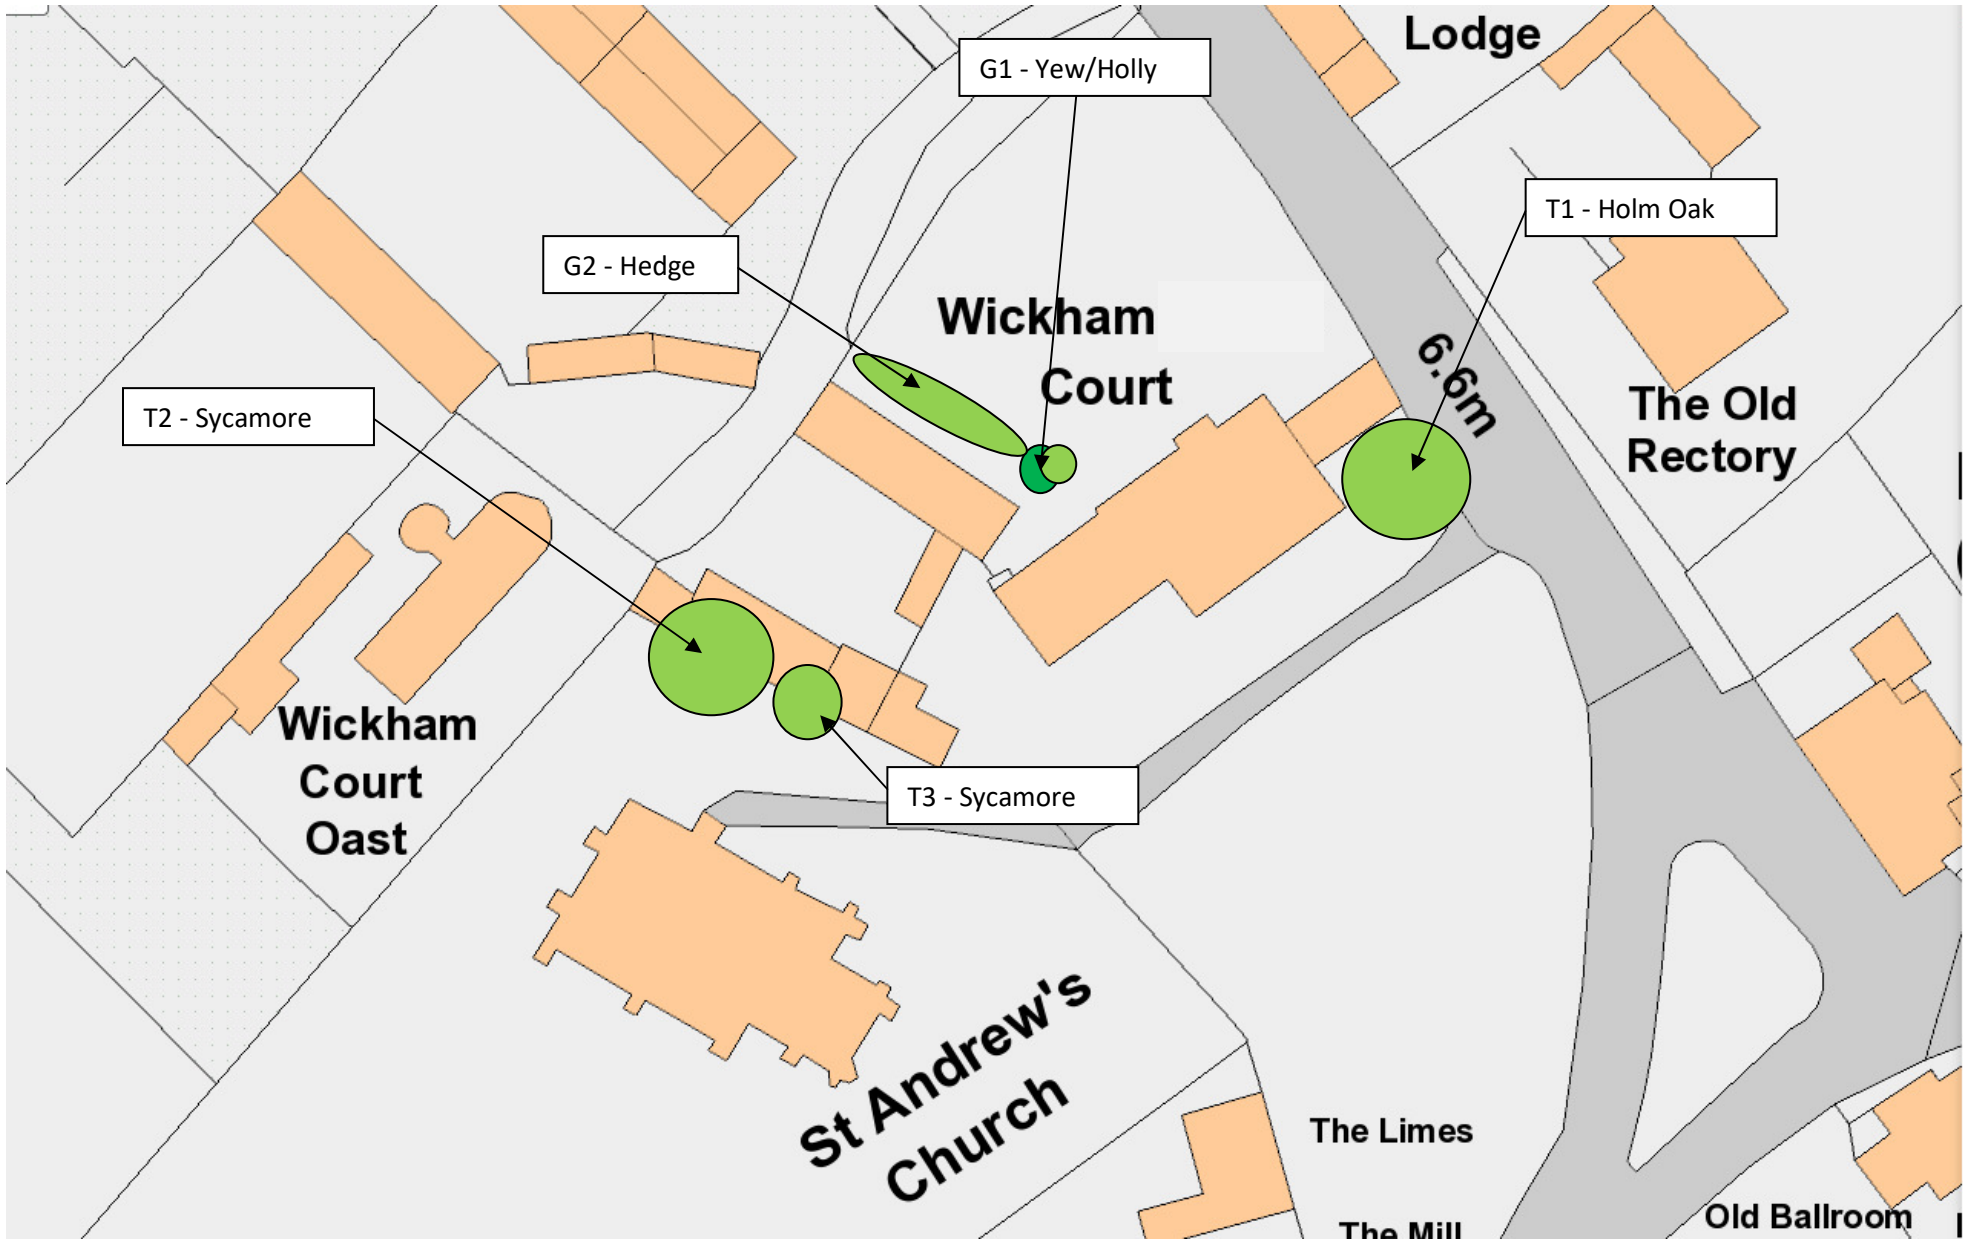 Lodge
G1 - Yew/Holly
T1 - Holm Oak
G2 - Hedge
Wickham
Court
6.6m
T2 - Sycamore
The Old
Rectory
Wickham
Court
Oast
T3 - Sycamore
St Andrew's
Church
The Limes
Old Ballroom
The Mill